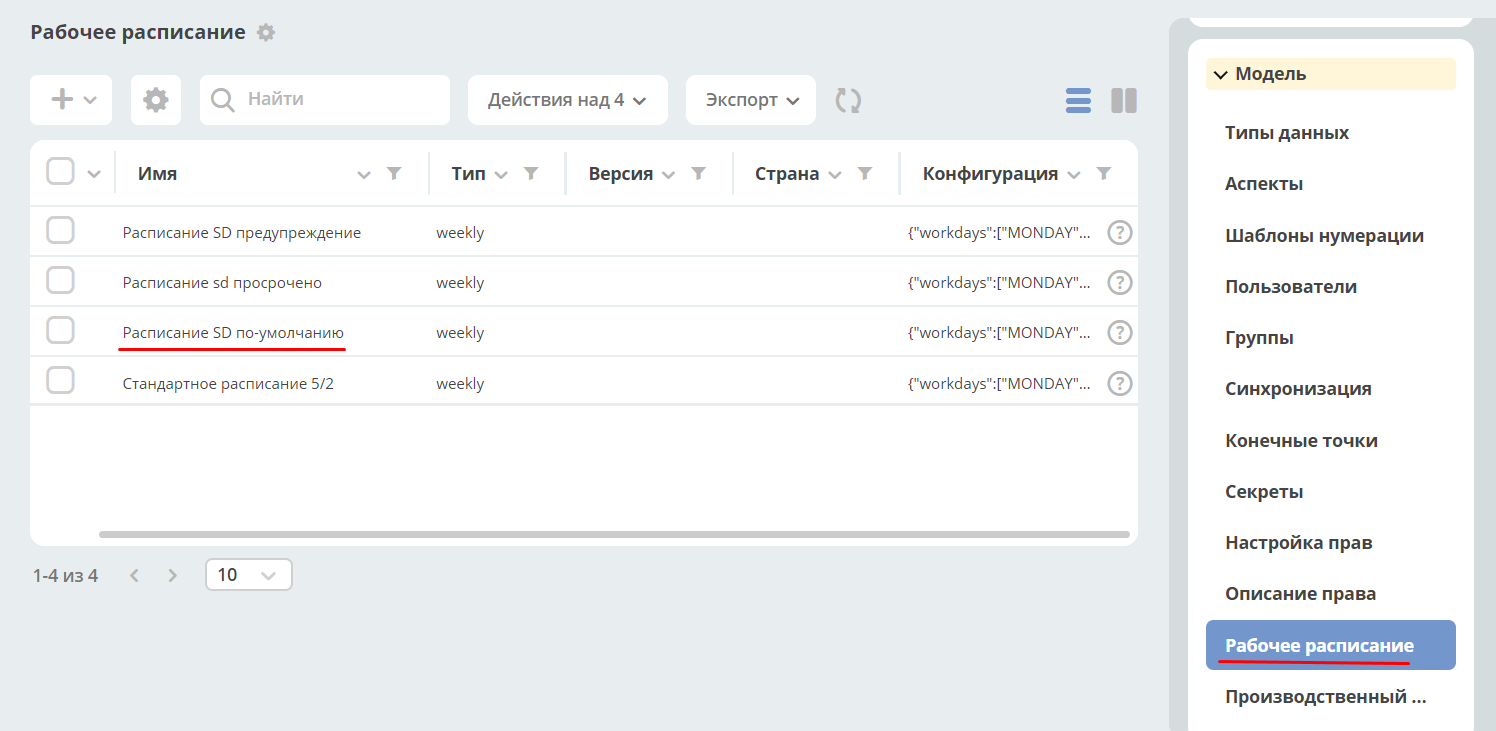 Рабочее расписание
Найти
Действия над 4
Экспорт
Имя Тип Версия Страна Конфигурация
Расписание SD предупреждение weekly {"workdays":["MONDAY"... ?
Расписание sd просрочено weekly {"workdays":["MONDAY"... ?
Расписание SD по-умолчанию weekly {"workdays":["MONDAY"... ?
Стандартное расписание 5/2 weekly {"workdays":["MONDAY"... ?
1-4 из 4
10
Модель
Типы данных
Аспекты
Шаблоны нумерации
Пользователи
Группы
Синхронизация
Конечные точки
Секреты
Настройка прав
Описание права
Рабочее расписание
Производственный ...